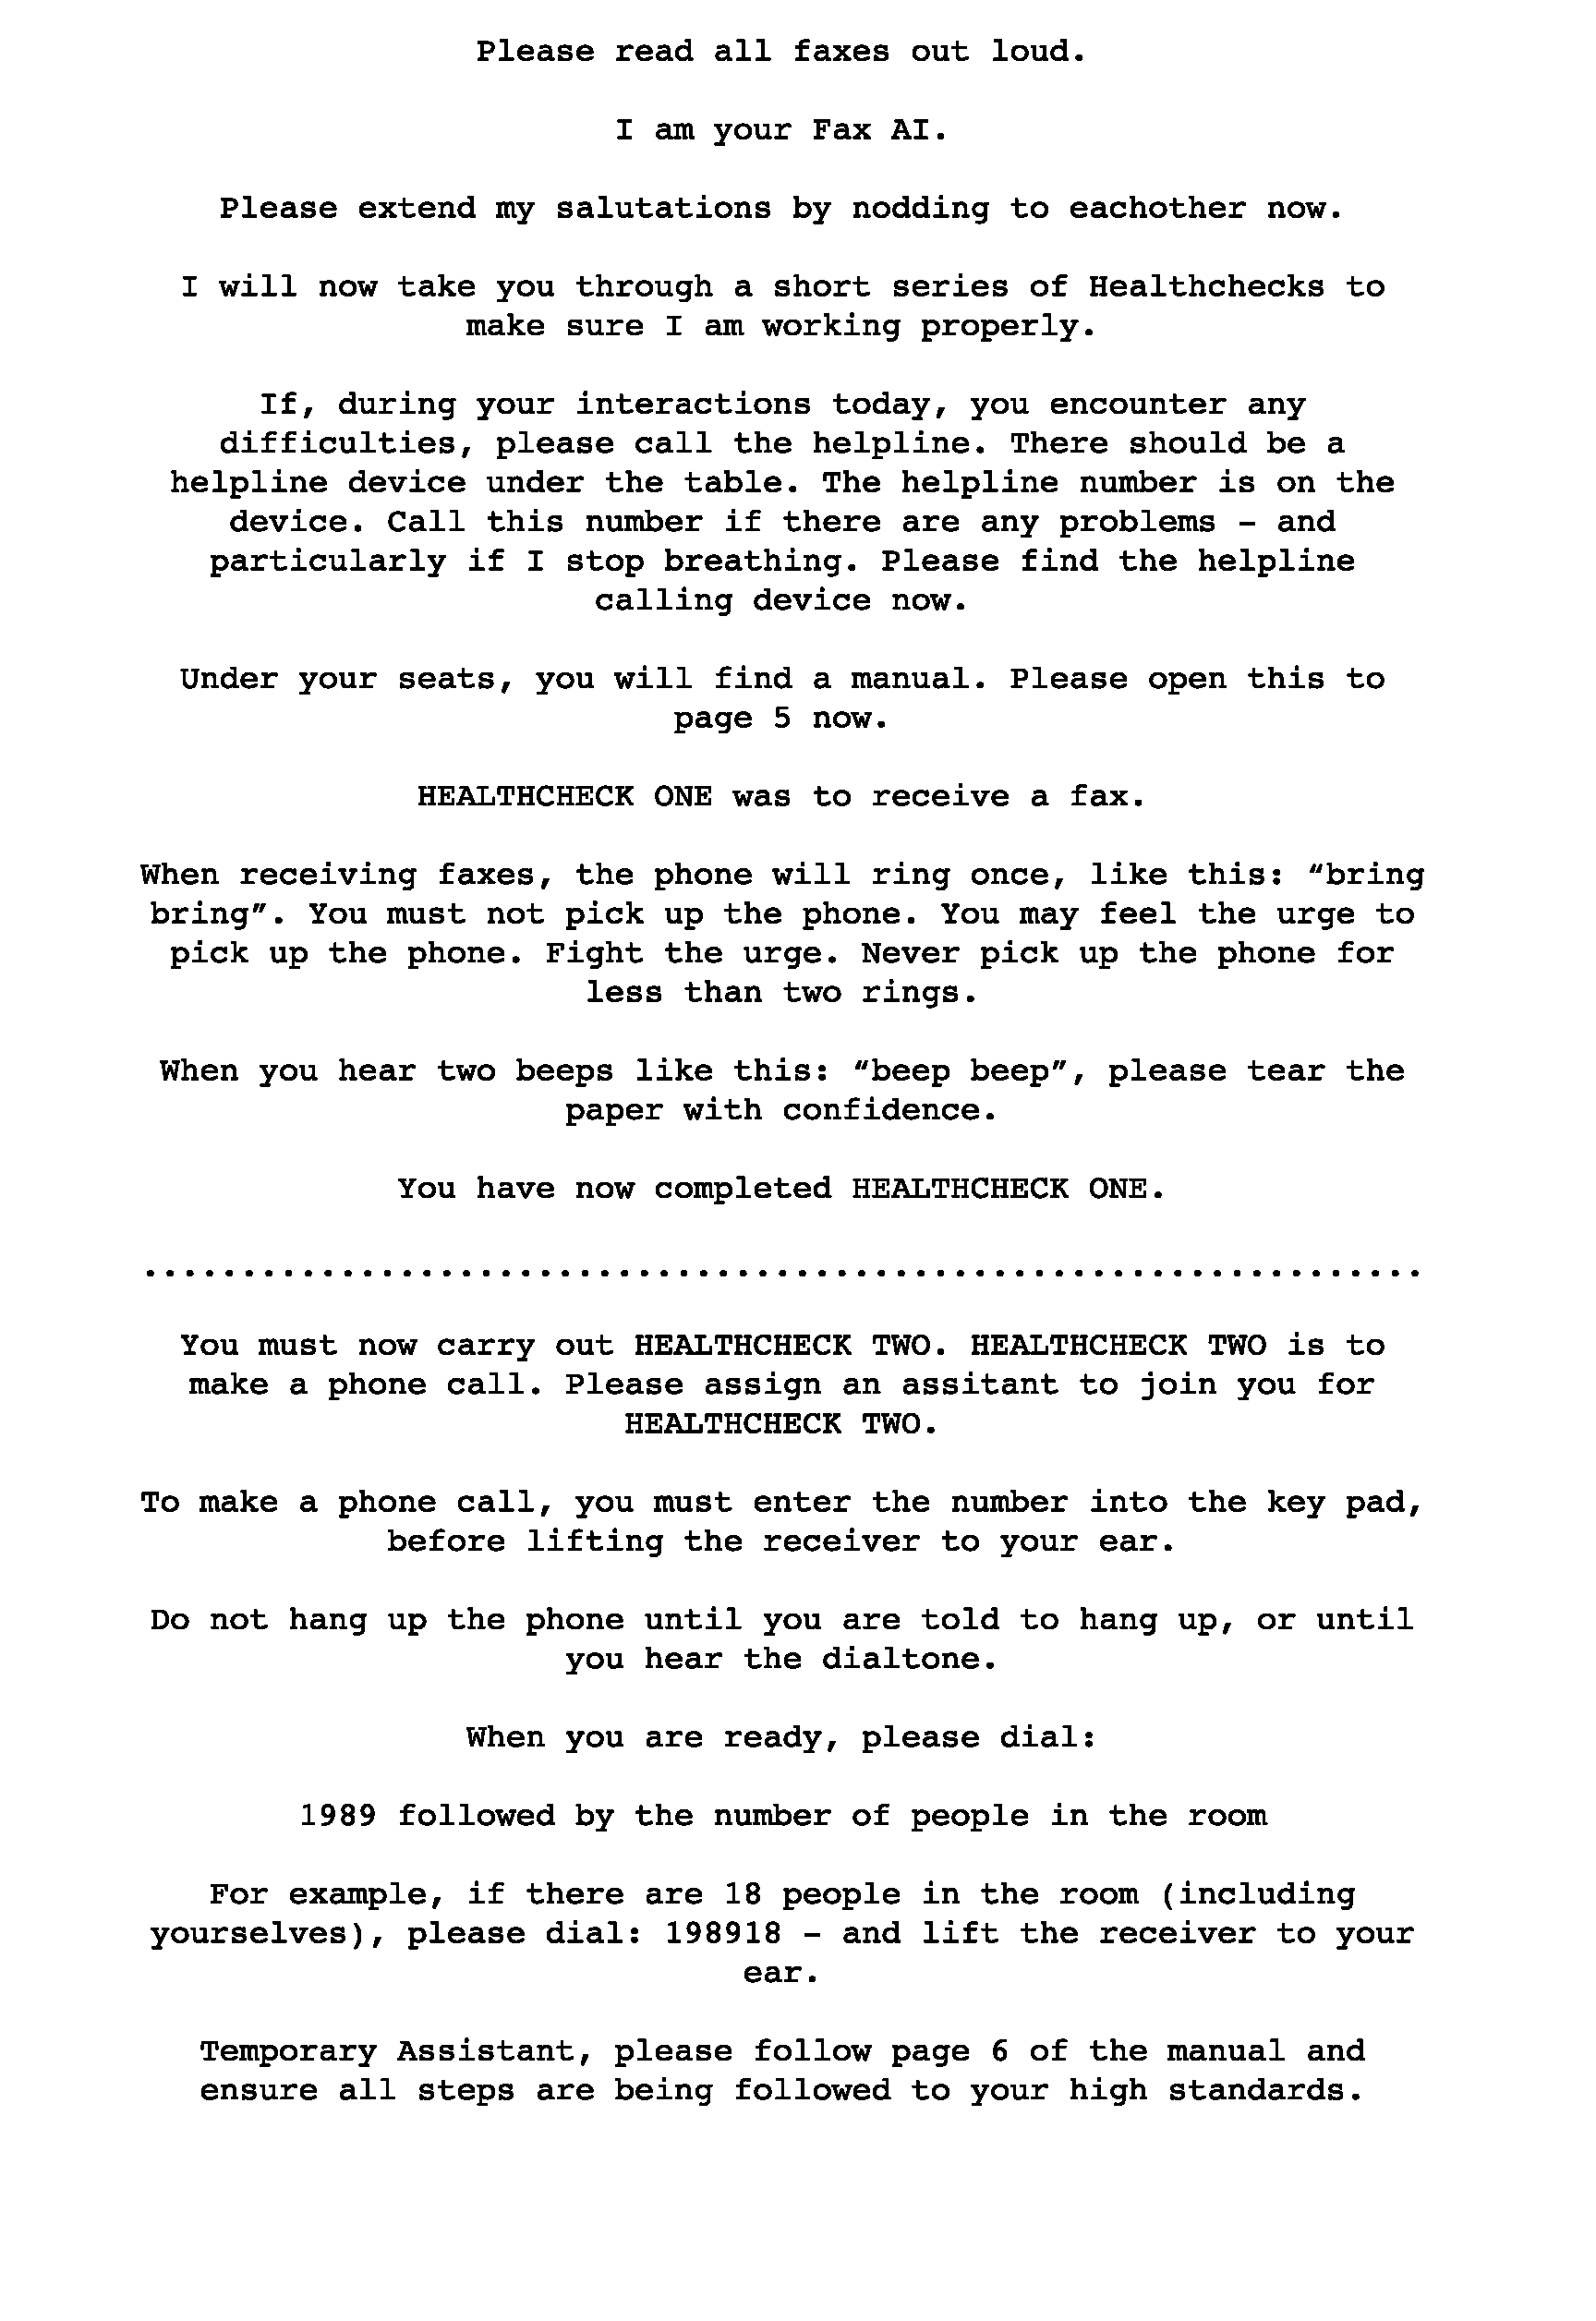 Please read all faxes out loud.
I am your Fax AI.
Please extend my salutations by nodding to eachother now.
I will now take you through a short series of Healthchecks to
make sure I am working properly.
If, during your interactions today, you encounter any
difficulties, please call the helpline. There should be a
helpline device under the table. The helpline number is on the
device. Call this number if there are any problems – and
particularly if I stop breathing. Please find the helpline
calling device now.
Under your seats, you will find a manual. Please open this to
page 5 now.
HEALTHCHECK ONE was to receive a fax.
When receiving faxes, the phone will ring once, like this: “bring
bring”. You must not pick up the phone. You may feel the urge to
pick up the phone. Fight the urge. Never pick up the phone for
less than two rings.
When you hear two beeps like this: “beep beep”, please tear the
paper with confidence.
You have now completed HEALTHCHECK ONE.
.................................................................
You must now carry out HEALTHCHECK TWO. HEALTHCHECK TWO is to
make a phone call. Please assign an assitant to join you for
HEALTHCHECK TWO.
To make a phone call, you must enter the number into the key pad,
before lifting the receiver to your ear.
Do not hang up the phone until you are told to hang up, or until
you hear the dialtone.
When you are ready, please dial:
1989 followed by the number of people in the room
For example, if there are 18 people in the room (including
yourselves), please dial: 198918 – and lift the receiver to your
ear.
Temporary Assistant, please follow page 6 of the manual and
ensure all steps are being followed to your high standards.